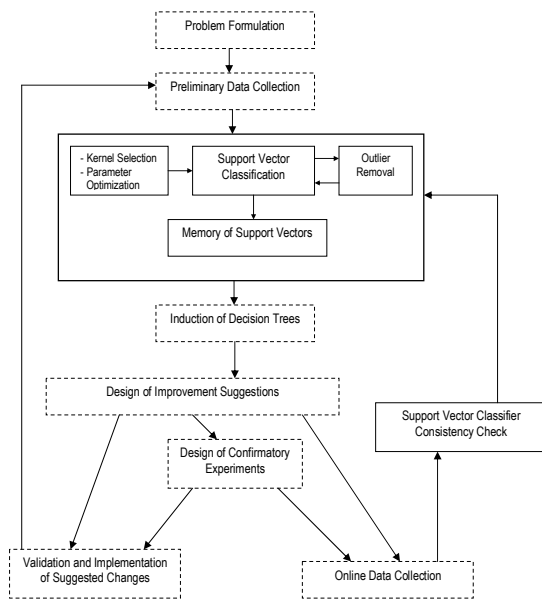 Problem Formulation
Preliminary Data Collection
- Kernel Selection
- Parameter
Optimization
Support Vector
Classification
Outlier
Removal
Memory of Support Vectors
Induction of Decision Trees
Design of Improvement Suggestions
Support Vector Classifier
Consistency Check
Design of Confirmatory
Experiments
Validation and Implementation
of Suggested Changes
Online Data Collection